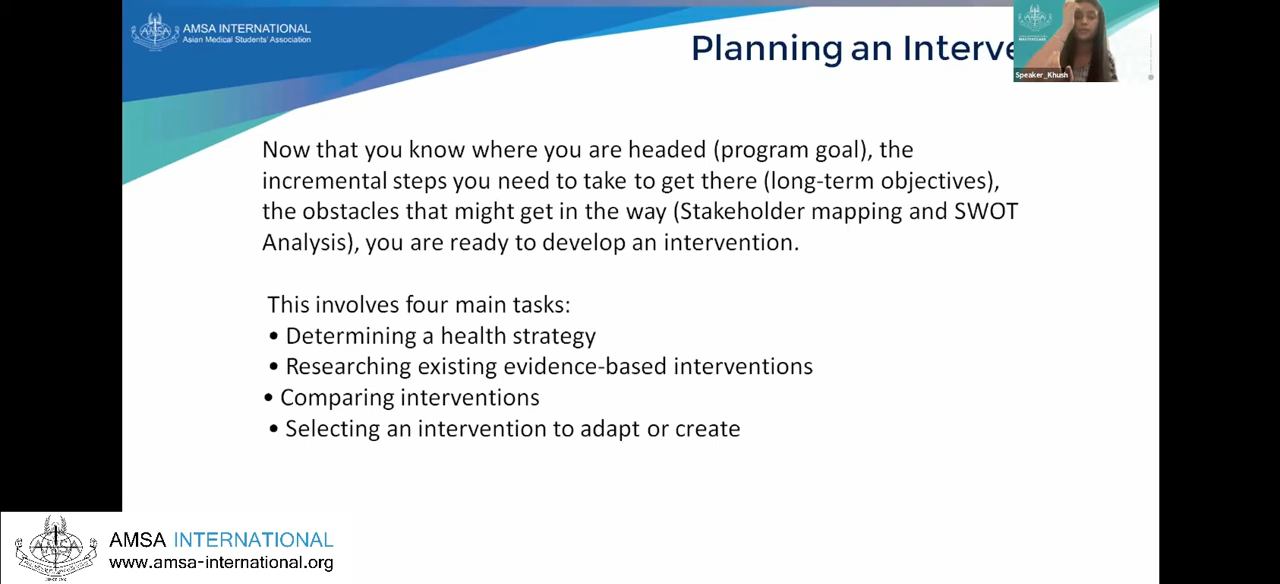 AMSA INTERNATIONAL
Asian Medical Students' Association
Planning an Interve
Speaker_Khush
Now that you know where you are headed (program goal), the
incremental steps you need to take to get there (long-term objectives),
the obstacles that might get in the way (Stakeholder mapping and SWOT
Analysis), you are ready to develop an intervention.
This involves four main tasks:
• Determining a health strategy
• Researching existing evidence-based interventions
• Comparing interventions
• Selecting an intervention to adapt or create
AMSA INTERNATIONAL
www.amsa-international.org